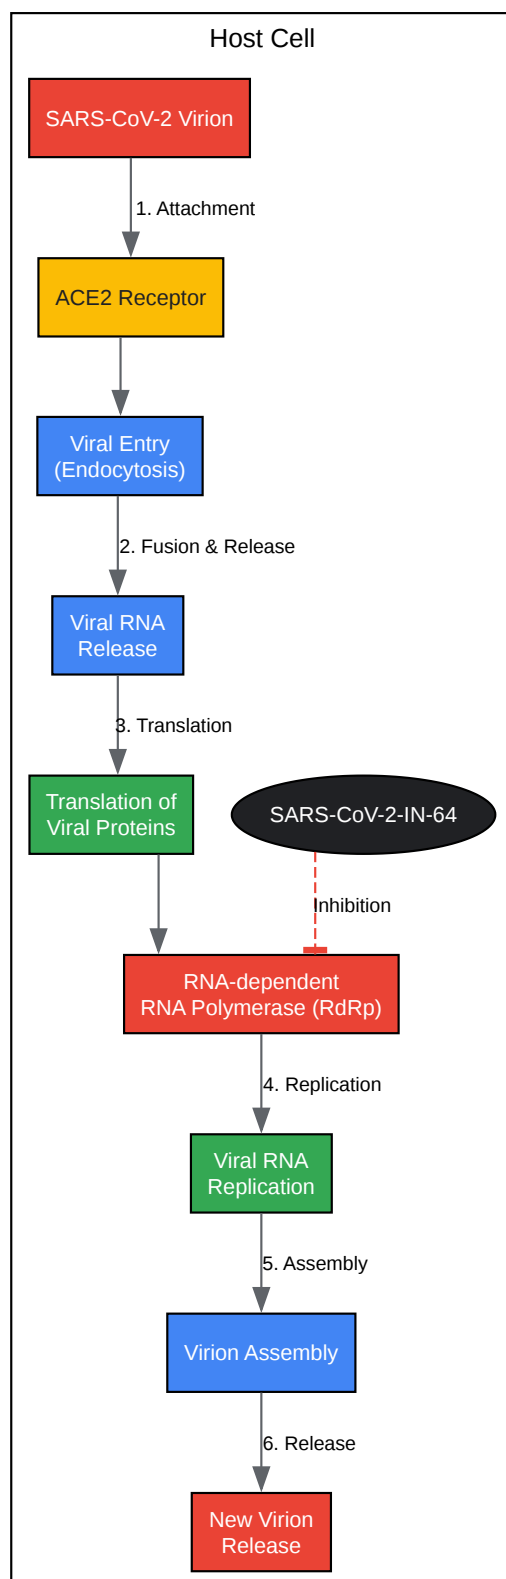 Host Cell
SARS-CoV-2 Virion
1. Attachment
ACE2 Receptor
Viral Entry
(Endocytosis)
2. Fusion & Release
Viral RNA
Release
3. Translation
Translation of
Viral Proteins
SARS-CoV-2-IN-64
Inhibition
RNA-dependent
RNA Polymerase (RdRp)
4. Replication
Viral RNA
Replication
5. Assembly
Virion Assembly
6. Release
New Virion
Release